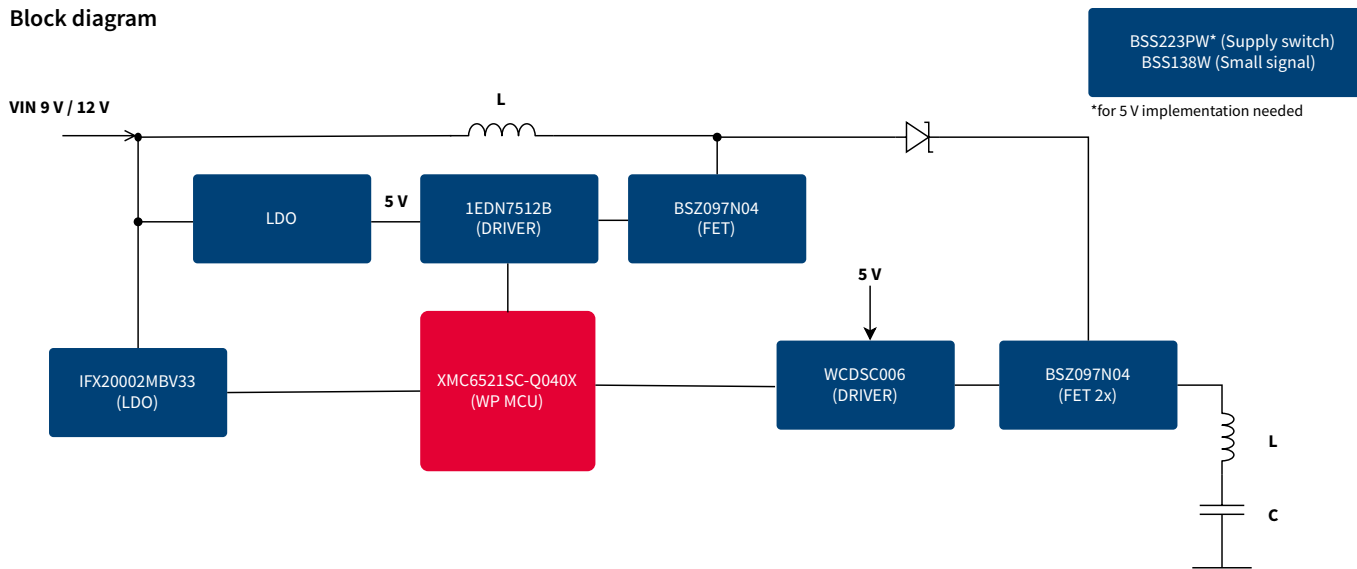 Block diagram
BSS223PW* (Supply switch)
BSS138W (Small signal)
*for 5 V implementation needed
VIN 9 V / 12 V
L
LDO
5 V
1EDN7512B
(DRIVER)
BSZ097N04
(FET)
5 V
IFX20002MBV33
(LDO)
XMC6521SC-Q040X
(WP MCU)
WCDSC006
(DRIVER)
BSZ097N04
(FET 2x)
L
C